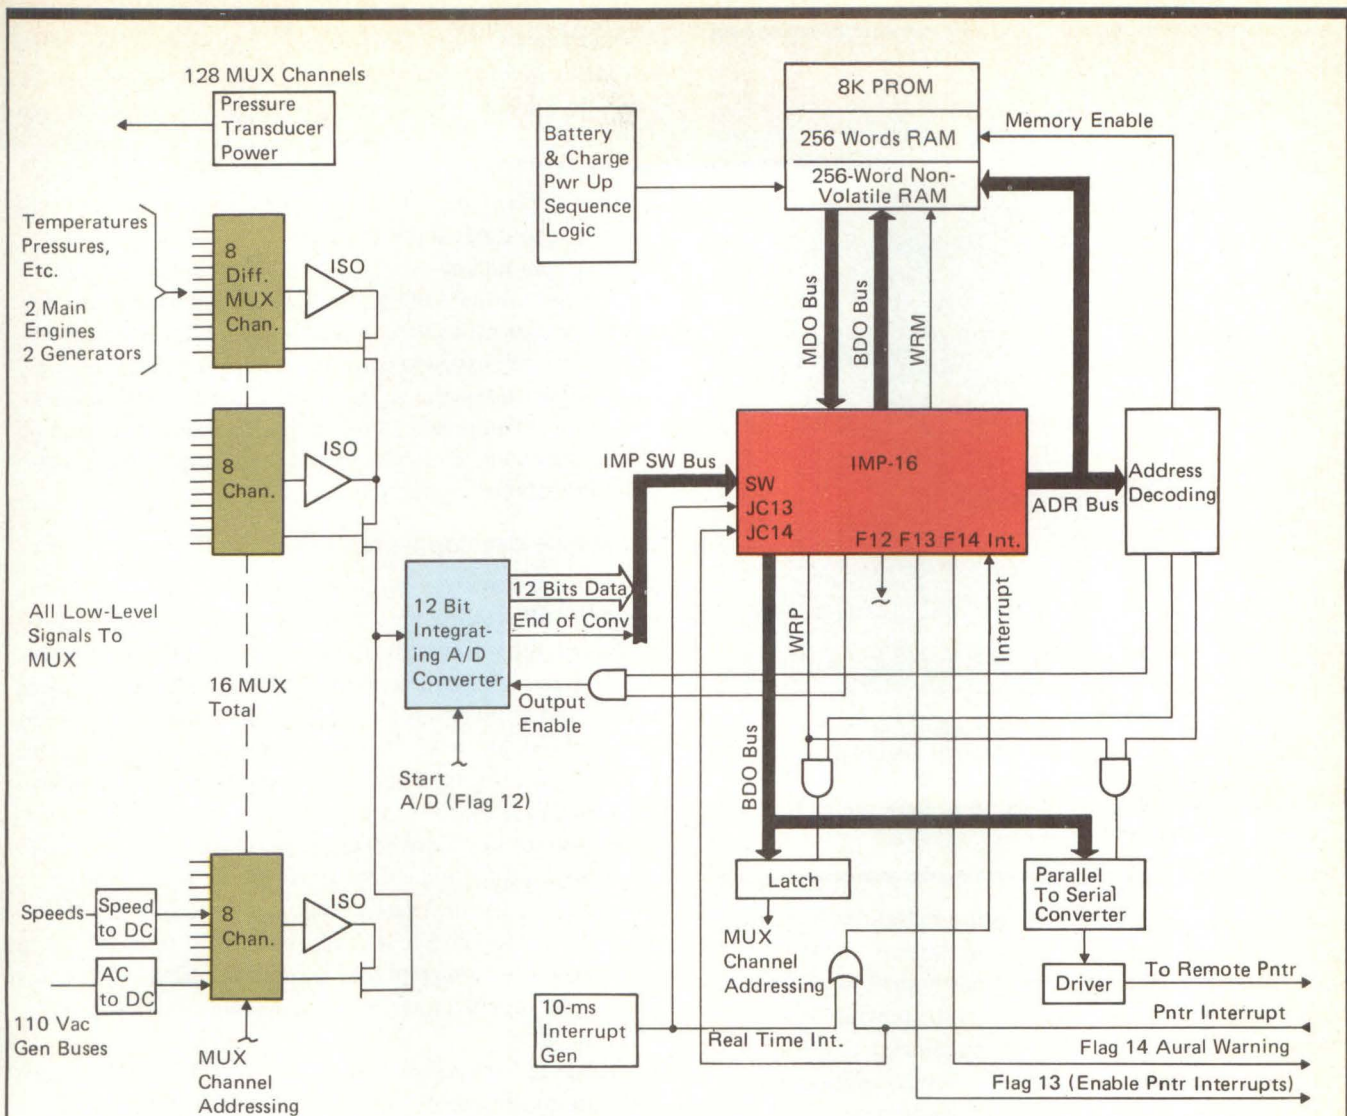 128 MUX Channels
Pressure
Transducer
Power
Battery
& Charge
Pwr Up
Sequence
Logic
8K PROM
256 Words RAM
256-Word Non-
Volatile RAM
Memory Enable
Temperatures
Pressures,
Etc.
2 Main
Engines
2 Generators
8
Diff.
MUX
Chan.
ISO
MDO Bus
BDO Bus
WRM
8
Chan.
ISO
IMP SW Bus
IMP-16
SW
JC13
JC14
F12 F13 F14 Int.
ADR Bus
Address
Decoding
All Low-Level
Signals To
MUX
16 MUX
Total
12 Bit
Integrat-
ing A/D
Converter
12 Bits Data
End of Conv
Output
Enable
Start
A/D (Flag 12)
WRP
Interrupt
BDO Bus
Speeds
Speed
to DC
AC
to DC
110 Vac
Gen Buses
8
Chan.
ISO
MUX
Channel
Addressing
Latch
MUX
Channel
Addressing
Parallel
To Serial
Converter
Driver
10-ms
Interrupt
Gen
Real Time Int.
To Remote Pntr
Pntr Interrupt
Flag 14 Aural Warning
Flag 13 (Enable Pntr Interrupts)